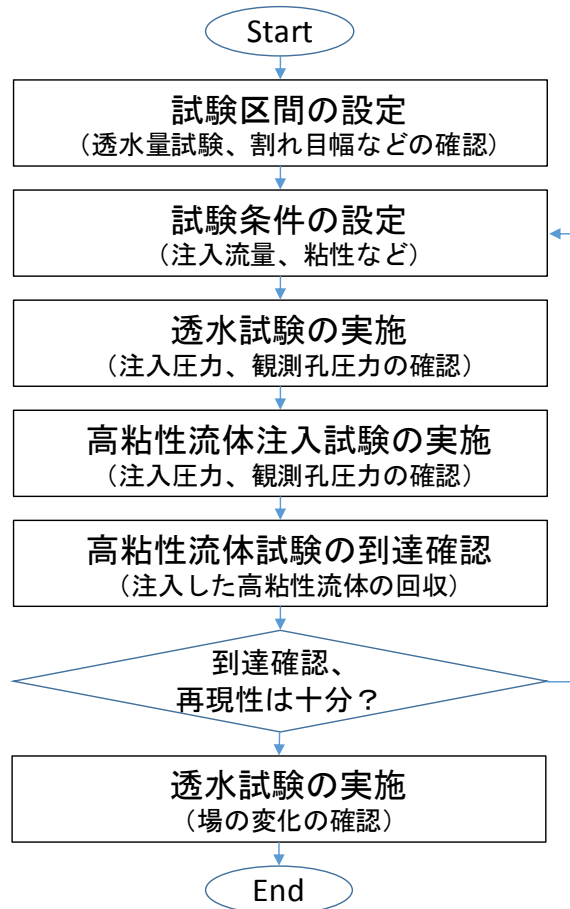 Start
試験区間の設定
（透水量試験、割れ目幅などの確認）
試験条件の設定
（注入流量、粘性など）
透水試験の実施
（注入圧力、観測孔圧力の確認）
高粘性流体注入試験の実施
（注入圧力、観測孔圧力の確認）
高粘性流体試験の到達確認
（注入した高粘性流体の回収）
到達確認、
再現性は十分？
透水試験の実施
（場の変化の確認）
End